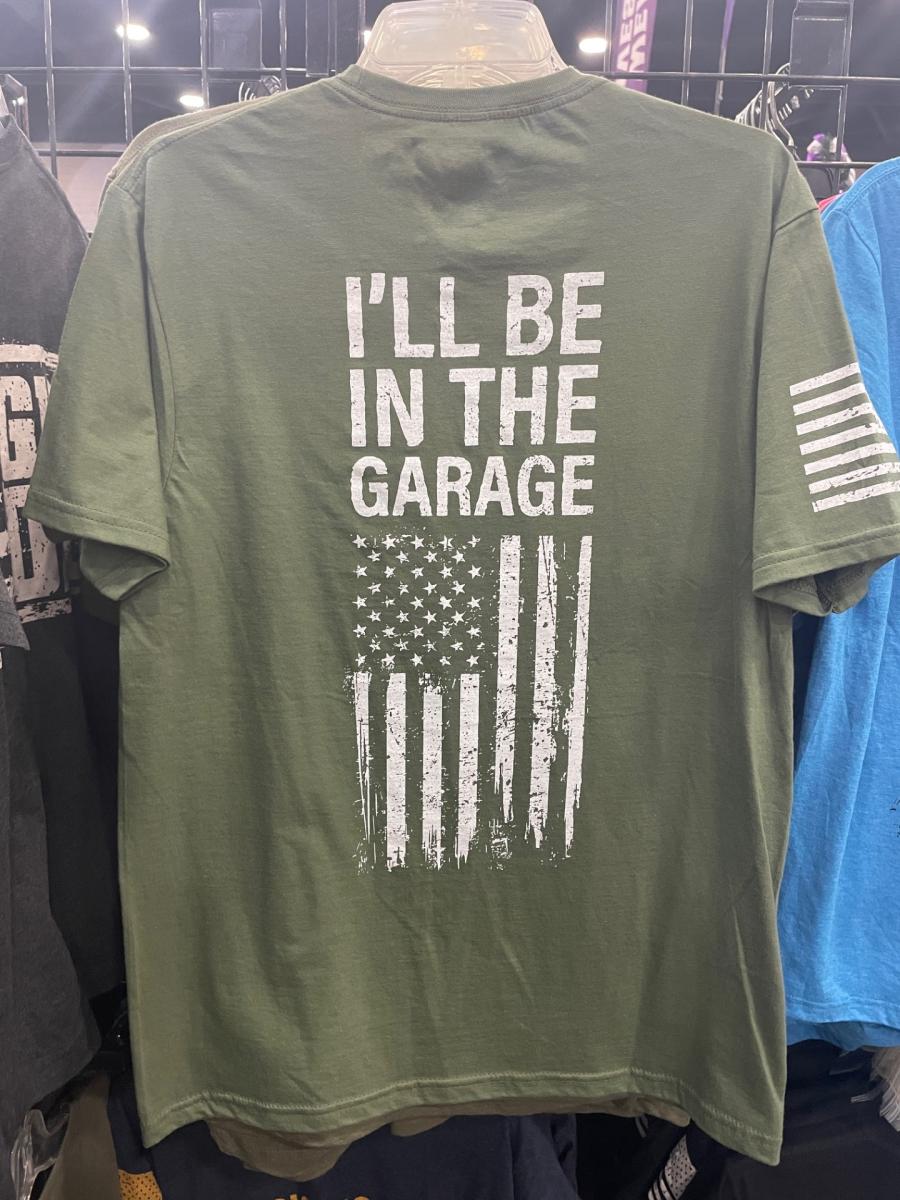 I'LL BE
IN THE
GARAGE